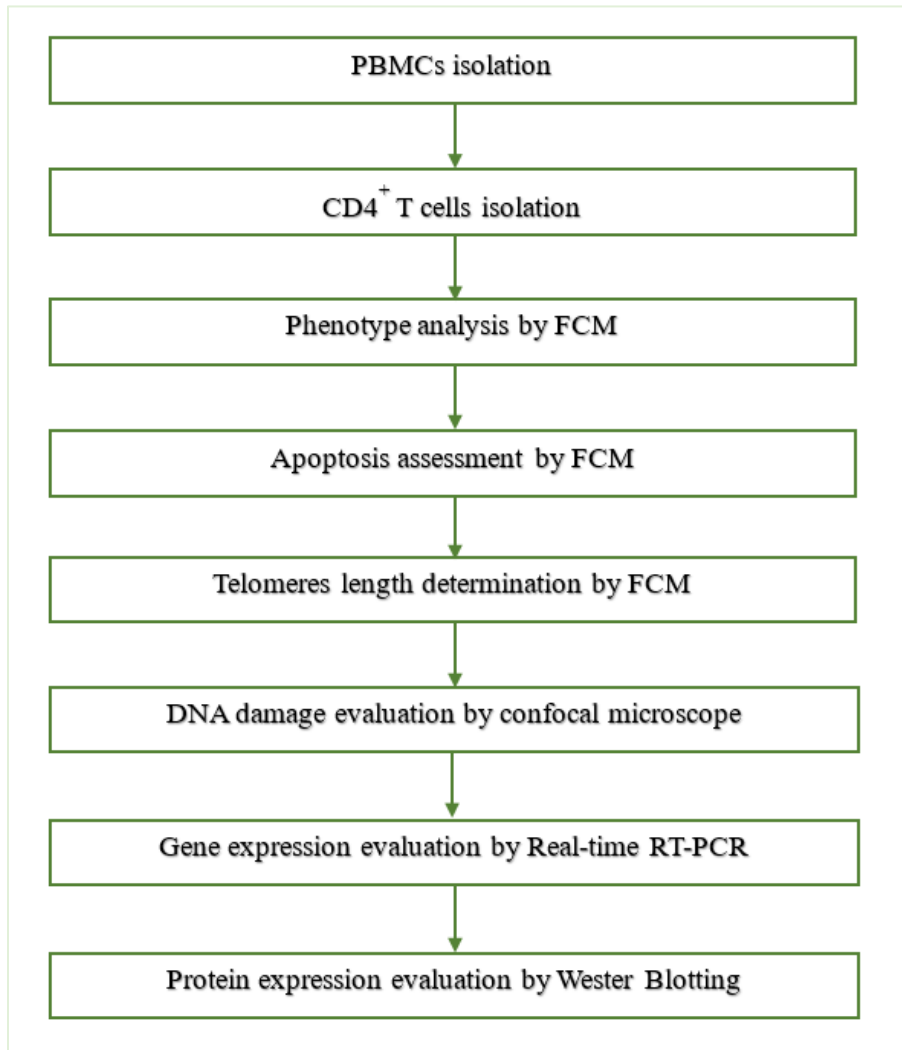 PBMCs isolation
CD4⁺ T cells isolation
Phenotype analysis by FCM
Apoptosis assessment by FCM
Telomeres length determination by FCM
DNA damage evaluation by confocal microscope
Gene expression evaluation by Real-time RT-PCR
Protein expression evaluation by Wester Blotting